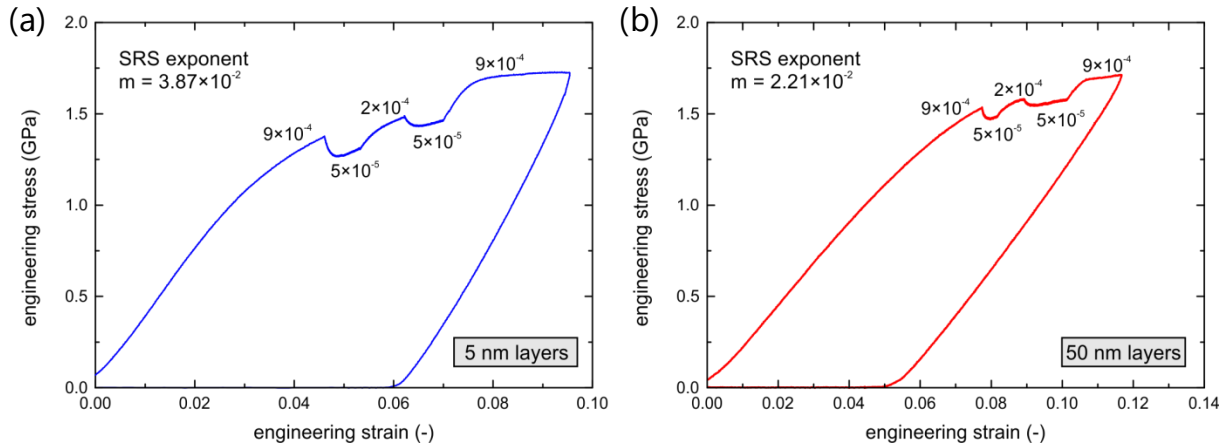 (a)
SRS exponent
m = 3.87×10⁻²
9×10⁻⁴
5×10⁻⁵
2×10⁻⁴
5×10⁻⁵
9×10⁻⁴
5 nm layers
2.0
1.5
1.0
0.5
0.0
engineering stress (GPa)
0.00 0.02 0.04 0.06 0.08 0.10
engineering strain (-)
(b)
SRS exponent
m = 2.21×10⁻²
9×10⁻⁴
5×10⁻⁵
2×10⁻⁴
5×10⁻⁵
9×10⁻⁴
50 nm layers
2.0
1.5
1.0
0.5
0.0
engineering stress (GPa)
0.00 0.02 0.04 0.06 0.08 0.10 0.12 0.14
engineering strain (-)